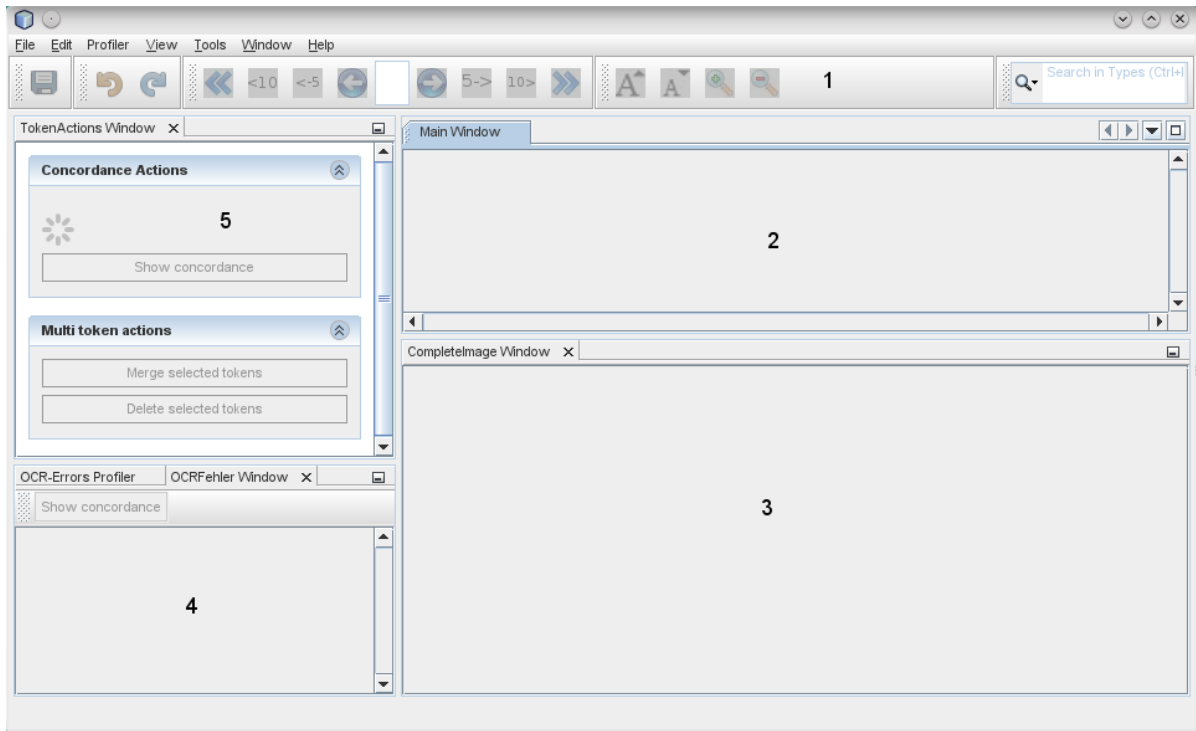 File Edit Profiler View Tools Window Help
<10 <-5 5-> 10> A A 1 Search in Types (Ctrl+I
TokenActions Window
Main Window
Concordance Actions
5
Show concordance
2
Multi token actions
Merge selected tokens
Delete selected tokens
CompleteImage Window
OCR-Errors Profiler OCRFehler Window
Show concordance
3
4